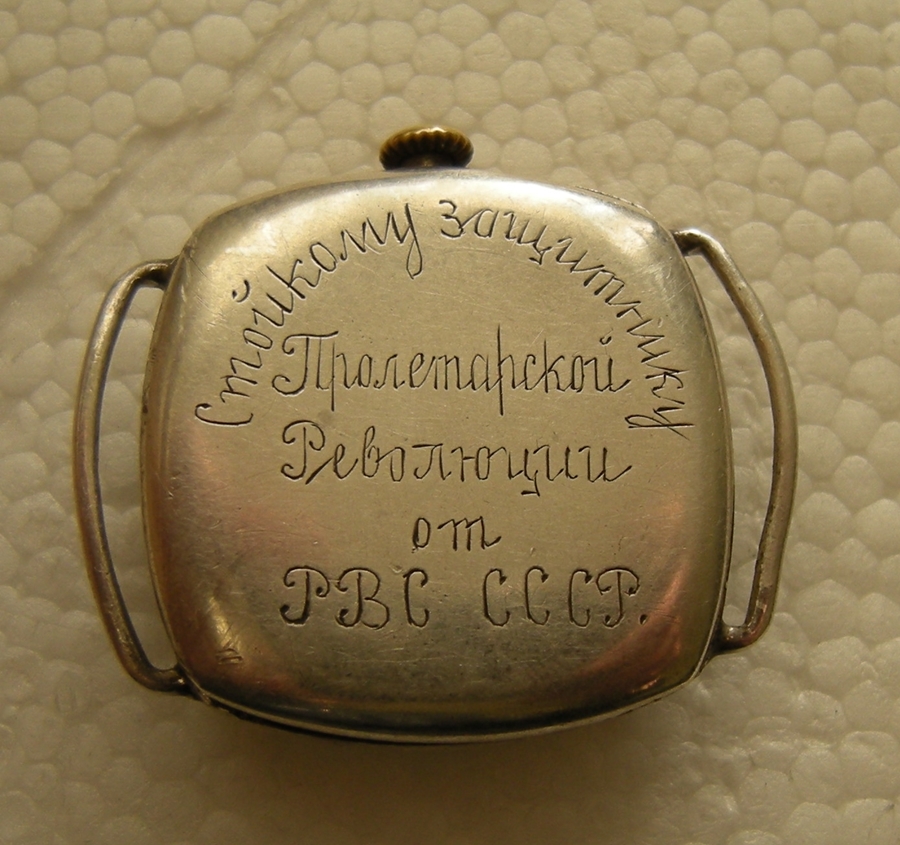 Стойкому защитнику
Пролетарской
Революции
от
РВС СССР.